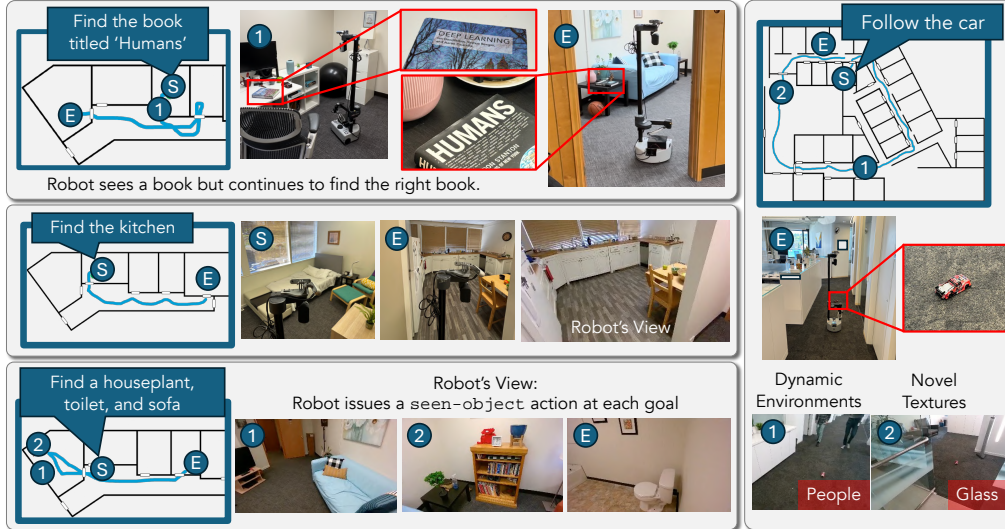 Find the book
titled ‘Humans’
S
1
E
1
DEEP LEARNING
HUMANS
E
Robot sees a book but continues to find the right book.
Find the kitchen
S
E
S
E
Robot's View
Find a houseplant,
toilet, and sofa
2
1
S
E
Robot's View:
Robot issues a seen-object action at each goal
1
2
E
Follow the car
E
S
2
1
E
Dynamic
Environments
Novel
Textures
1
People
2
Glass